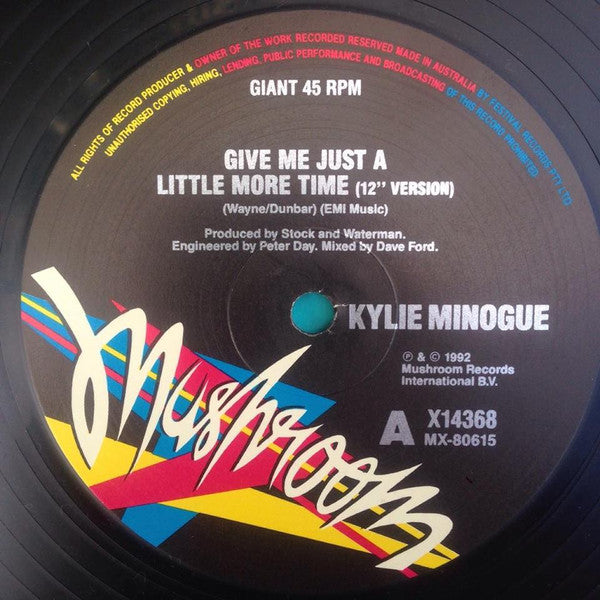 ALL RIGHTS OF RECORD PRODUCER & OWNER OF THE WORK RECORDED RESERVED MADE IN AUSTRALIA BY FESTIVAL RECORDS PTY LTD
UNAUTHORISED COPYING, HIRING, LENDING, PUBLIC PERFORMANCE AND BROADCASTING OF THIS RECORD PROHIBITED
GIANT 45 RPM
GIVE ME JUST A
LITTLE MORE TIME (12" VERSION)
(Wayne/Dunbar) (EMI Music)
Produced by Stock and Waterman.
Engineered by Peter Day. Mixed by Dave Ford.
KYLIE MINOGUE
℗ & © 1992
Mushroom Records
International B.V.
A X14368
MX-80615
Mushroom